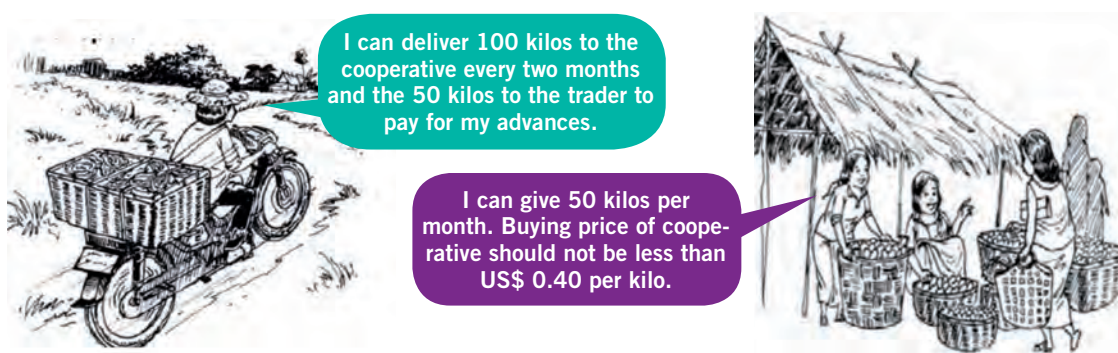 I can deliver 100 kilos to the
cooperative every two months
and the 50 kilos to the trader to
pay for my advances.
I can give 50 kilos per
month. Buying price of coope-
rative should not be less than
US$ 0.40 per kilo.